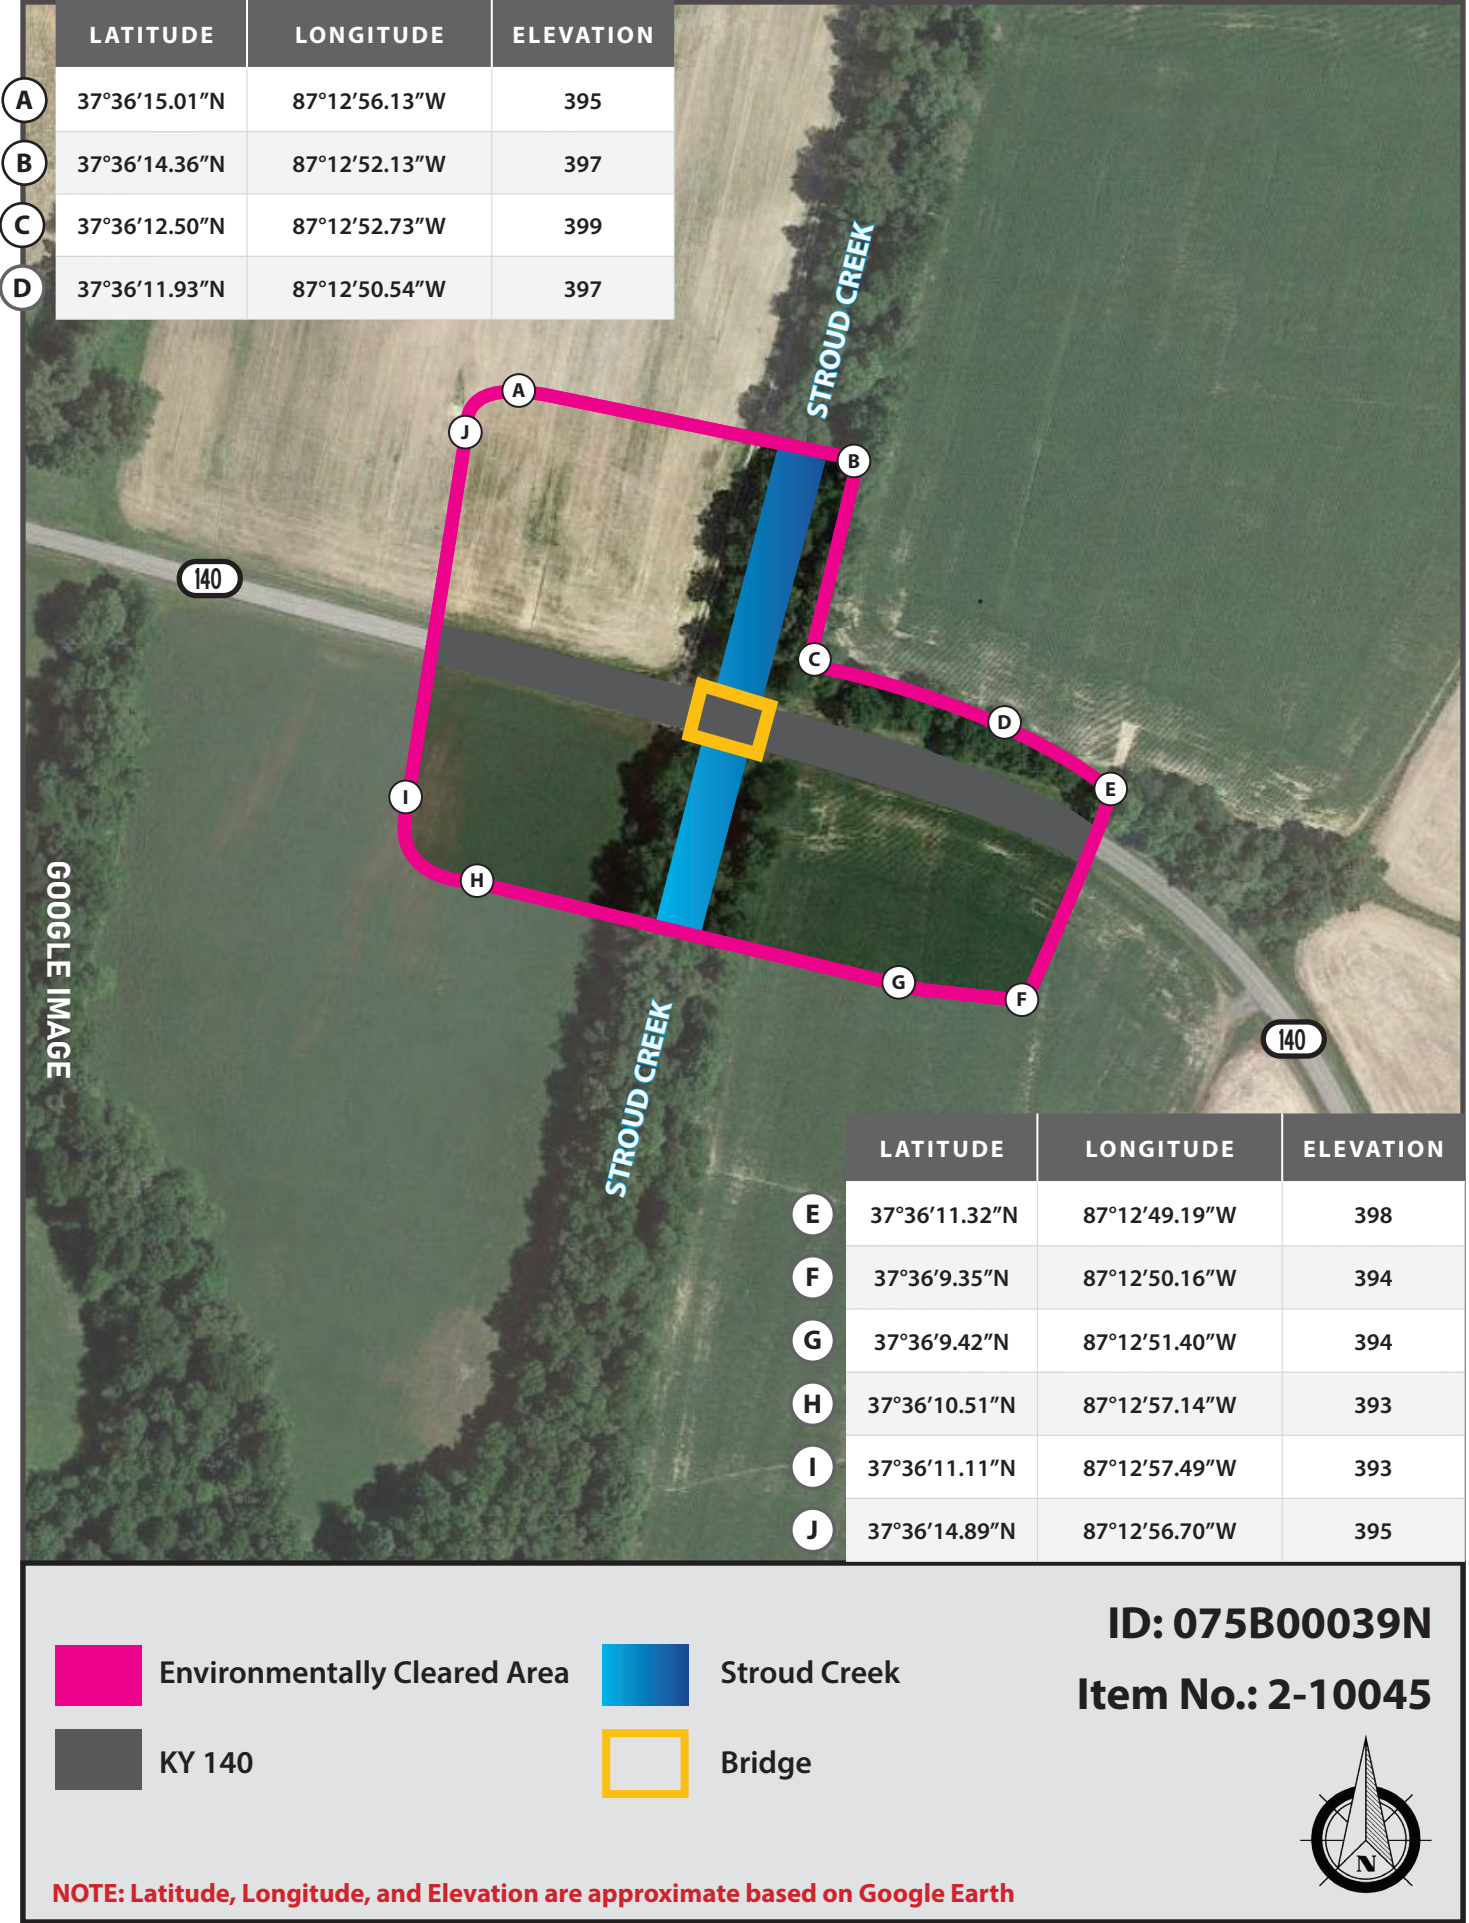 LATITUDE LONGITUDE ELEVATION
A 37°36′15.01″N 87°12′56.13″W 395
B 37°36′14.36″N 87°12′52.13″W 397
C 37°36′12.50″N 87°12′52.73″W 399
D 37°36′11.93″N 87°12′50.54″W 397
STROUD CREEK
A
J
B
140
C
D
E
I
H
G
F
GOOGLE IMAGE
STROUD CREEK
140
LATITUDE LONGITUDE ELEVATION
E 37°36′11.32″N 87°12′49.19″W 398
F 37°36′9.35″N 87°12′50.16″W 394
G 37°36′9.42″N 87°12′51.40″W 394
H 37°36′10.51″N 87°12′57.14″W 393
I 37°36′11.11″N 87°12′57.49″W 393
J 37°36′14.89″N 87°12′56.70″W 395
ID: 075B00039N
Environmentally Cleared Area Stroud Creek
Item No.: 2-10045
KY 140 Bridge
N
NOTE: Latitude, Longitude, and Elevation are approximate based on Google Earth